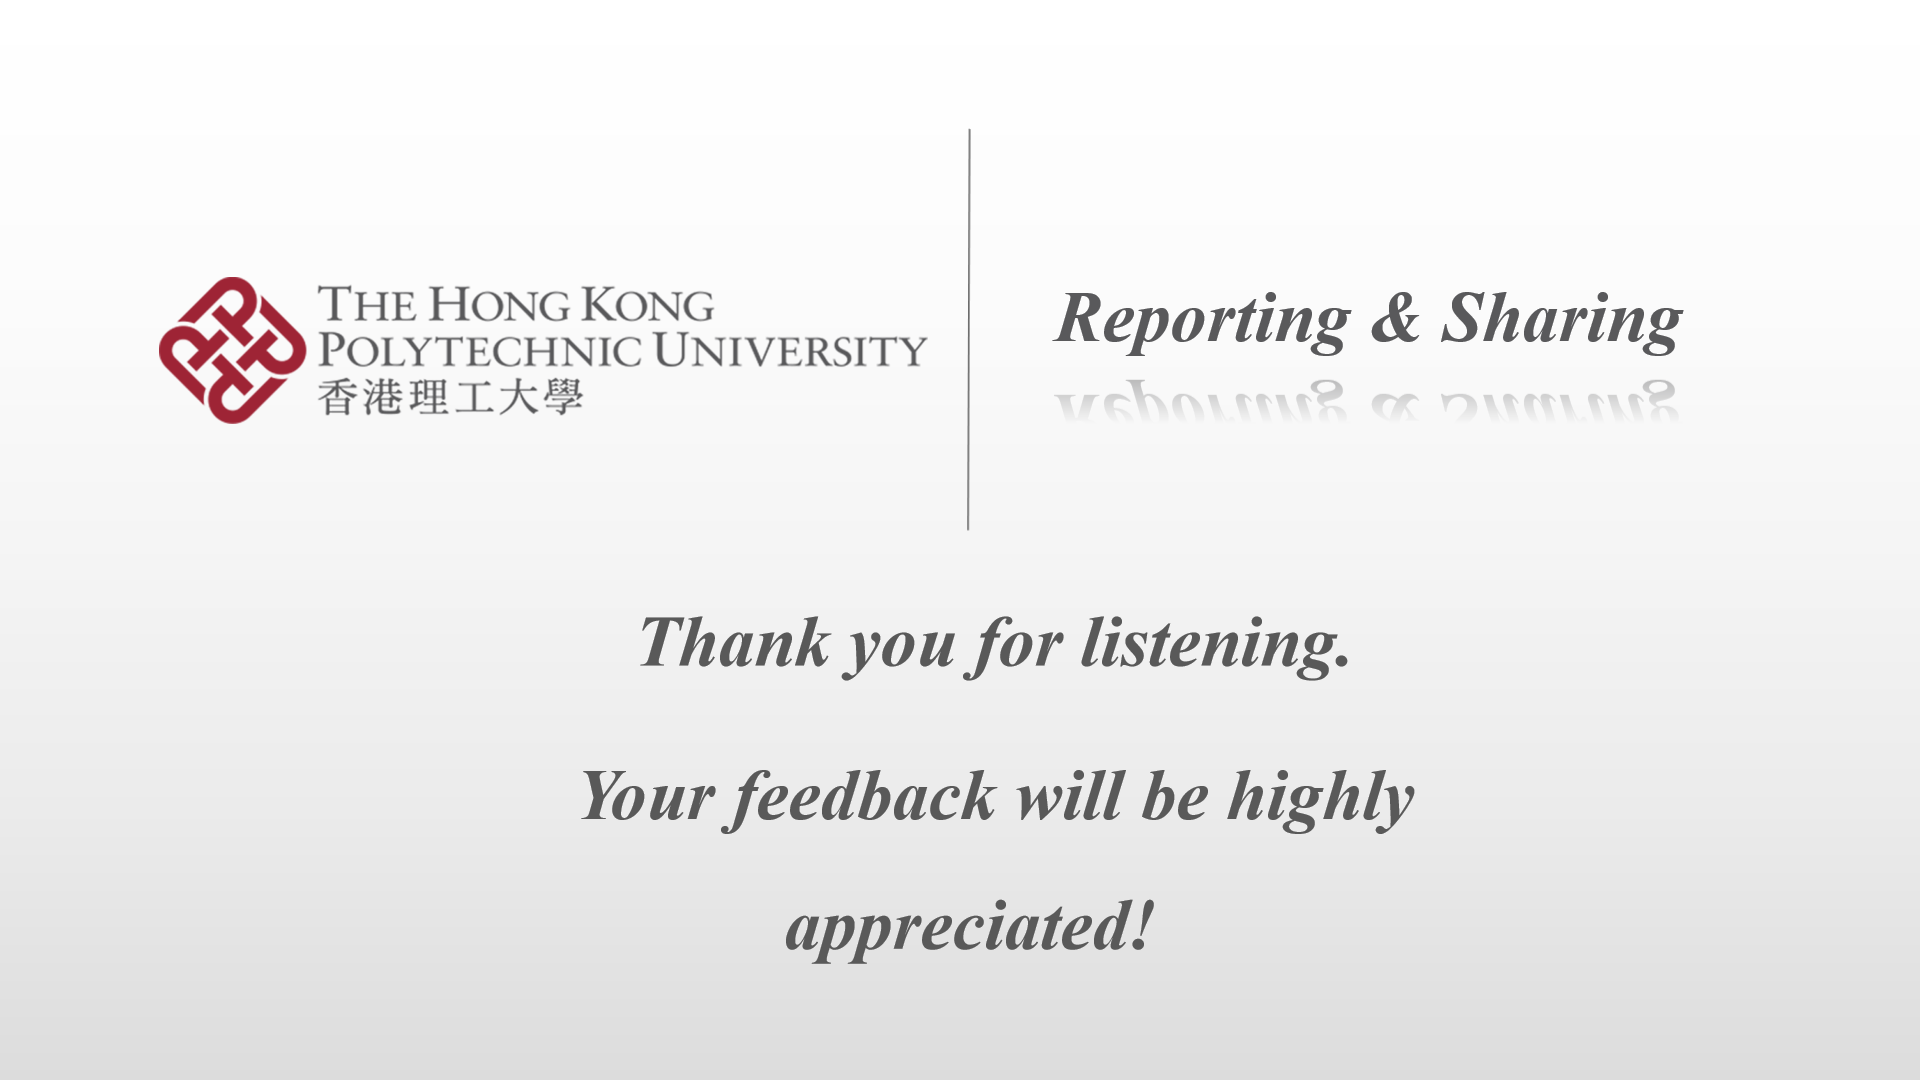 THE HONG KONG
POLYTECHNIC UNIVERSITY
香港理工大學
Reporting & Sharing
Thank you for listening.
Your feedback will be highly
appreciated!